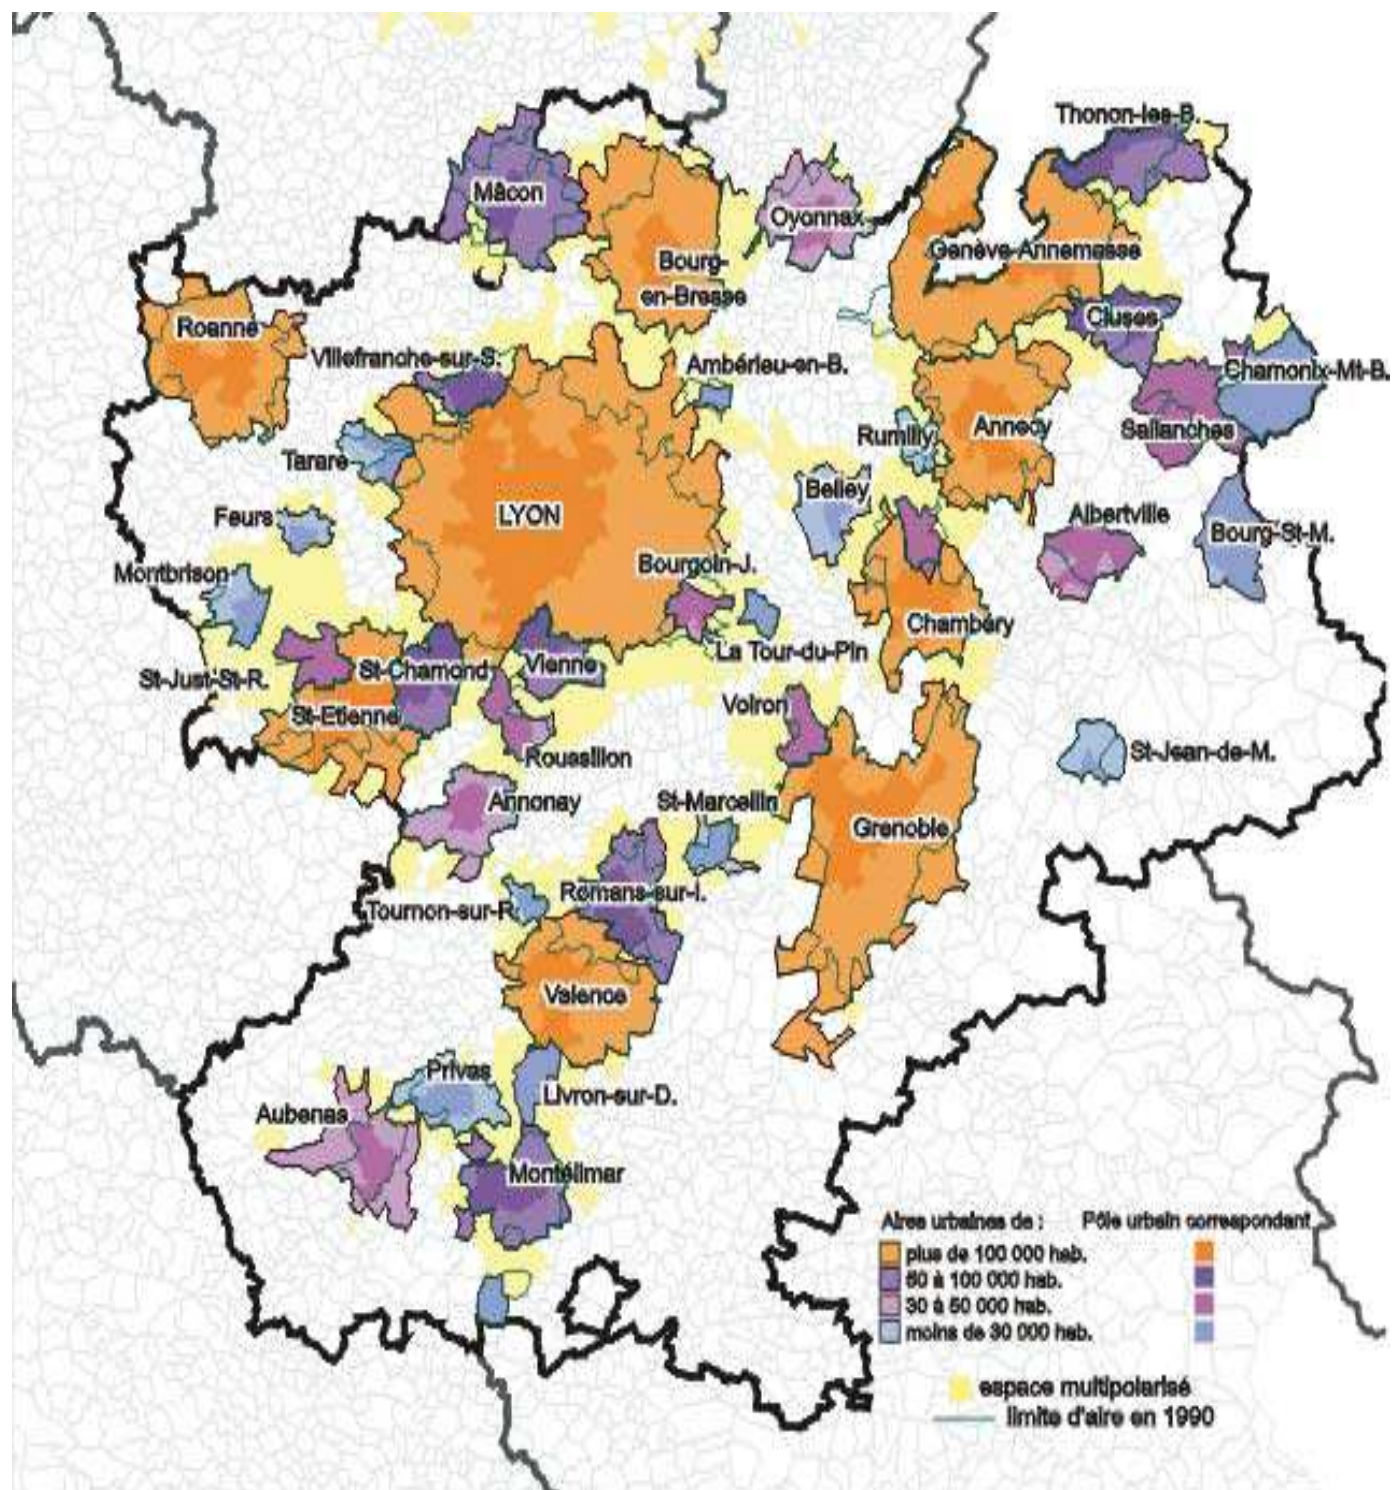 Thonon-les-B.
Mâcon
Oyonnax
Genève-Annemasse
Bourg-
en-Bresse
Roanne
Cluses
Villefranche-sur-S.
Ambérieu-en-B.
Chamonix-Mt-B.
Annecy
Sallanches
Rumilly
Tarare
Belley
LYON
Feurs
Albertville
Bourg-St-M.
Bourgoin-J.
Montbrison
Chambéry
La Tour-du-Pin
Vienne
St-Chamond
St-Just-St-R.
Voiron
St-Etienne
Roussillon
St-Jean-de-M.
Annonay
St-Marcellin
Grenoble
Romans-sur-I.
Tournon-sur-R.
Valence
Privas
Livron-sur-D.
Aubenas
Montélimar
Aires urbaines de : Pôle urbain correspondant
plus de 100 000 hab.
50 à 100 000 hab.
30 à 50 000 hab.
moins de 30 000 hab.
espace multipolarisé
limite d'aire en 1990